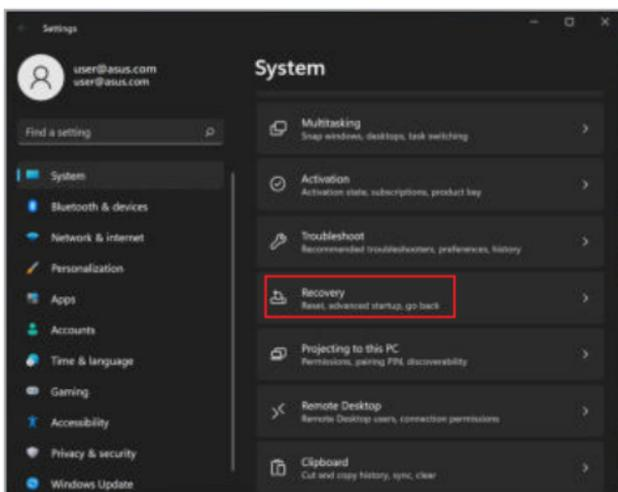 Settings
user@asus.com
user@asus.com
Find a setting
System
Bluetooth & devices
Network & internet
Personalization
Apps
Accounts
Time & language
Gaming
Accessibility
Privacy & security
Windows Update
System
Multitasking
Snap windows, desktops, task switching
Activation
Activation state, subscriptions, product key
Troubleshoot
Recommended troubleshooters, preferences, history
Recovery
Reset, advanced startup, go back
Projecting to this PC
Permissions, pairing PIN, discoverability
Remote Desktop
Remote Desktop users, connection permissions
Clipboard
Cut and copy history, sync, clear